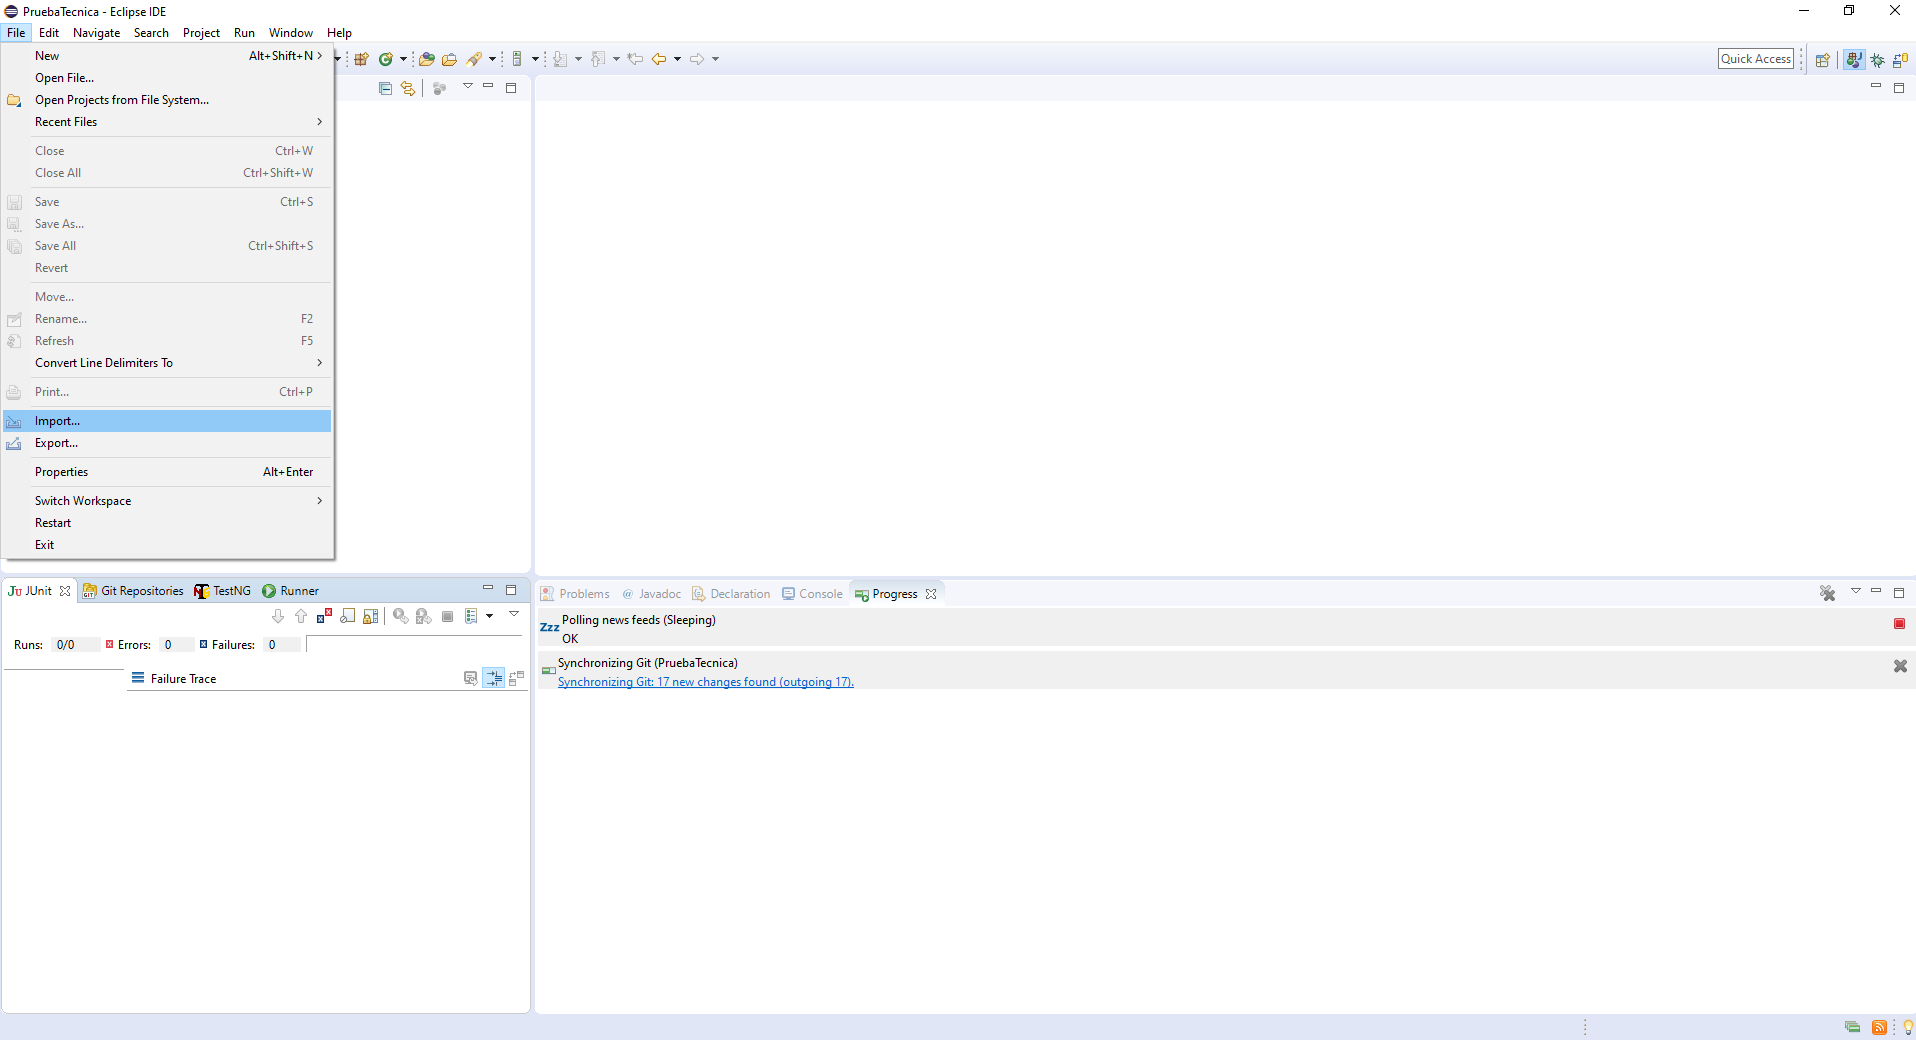 PruebaTecnica - Eclipse IDE
File Edit Navigate Search Project Run Window Help
New Alt+Shift+N
Open File...
Open Projects from File System...
Recent Files
Close Ctrl+W
Close All Ctrl+Shift+W
Save Ctrl+S
Save As...
Save All Ctrl+Shift+S
Revert
Move...
Rename... F2
Refresh F5
Convert Line Delimiters To
Print... Ctrl+P
Import...
Export...
Properties Alt+Enter
Switch Workspace
Restart
Exit
Quick Access
JUnit Git Repositories TestNG Runner
Runs: 0/0 Errors: 0 Failures: 0
Failure Trace
Problems @ Javadoc Declaration Console Progress
Zzz Polling news feeds (Sleeping)
OK
Synchronizing Git (PruebaTecnica)
Synchronizing Git: 17 new changes found (outgoing 17).